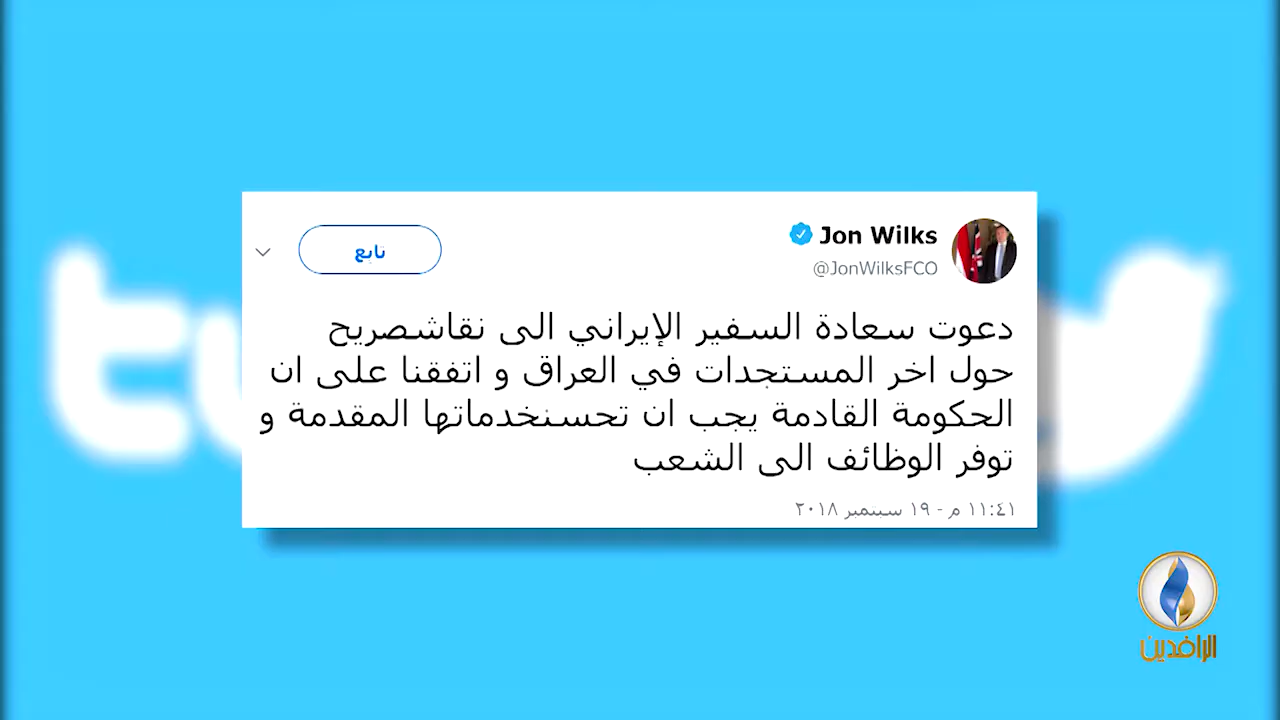 Jon Wilks
@JonWilksFCO
تابع
دعوت سعادة السفير الإيراني الى نقاشصريح
حول اخر المستجدات في العراق و اتفقنا على ان
الحكومة القادمة يجب ان تحسنخدماتها المقدمة و
توفر الوظائف الى الشعب
١١:٤١ م - ١٩ سبتمبر ٢٠١٨
الرافدين